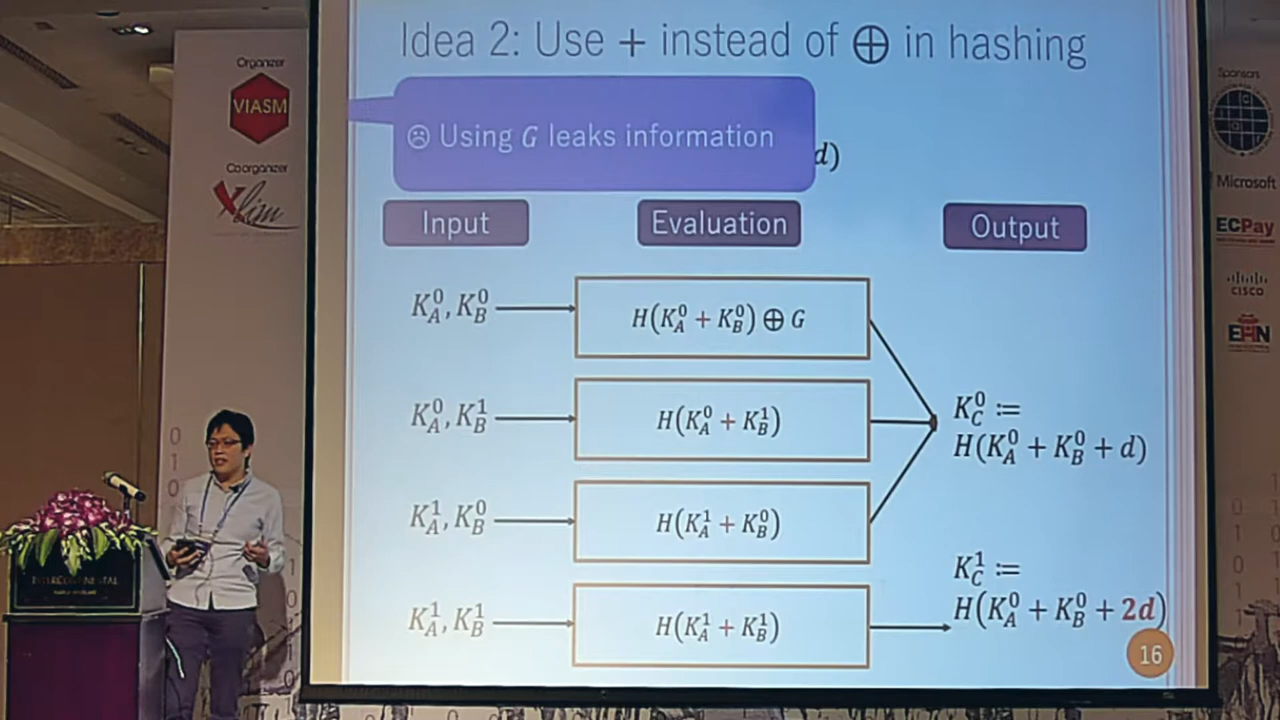 Idea 2: Use + instead of ⊕ in hashing
☹ Using G leaks information
d)
Input
Evaluation
Output
K_A^0, K_B^0
H(K_A^0 + K_B^0) ⊕ G
K_A^0, K_B^1
H(K_A^0 + K_B^1)
K_C^0 :=
H(K_A^0 + K_B^0 + d)
K_A^1, K_B^0
H(K_A^1 + K_B^0)
K_A^1, K_B^1
H(K_A^1 + K_B^1)
K_C^1 :=
H(K_A^0 + K_B^0 + 2d)
16
Organizer
VIASM
Coorganizer
Xlim
INTERCONTINENTAL
Sponsors
Microsoft
ECPay
CISCO